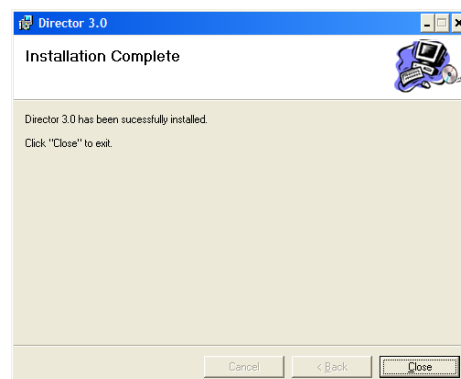 Director 3.0
Installation Complete
Director 3.0 has been sucessfully installed.
Click "Close" to exit.
Cancel
< Back
Close